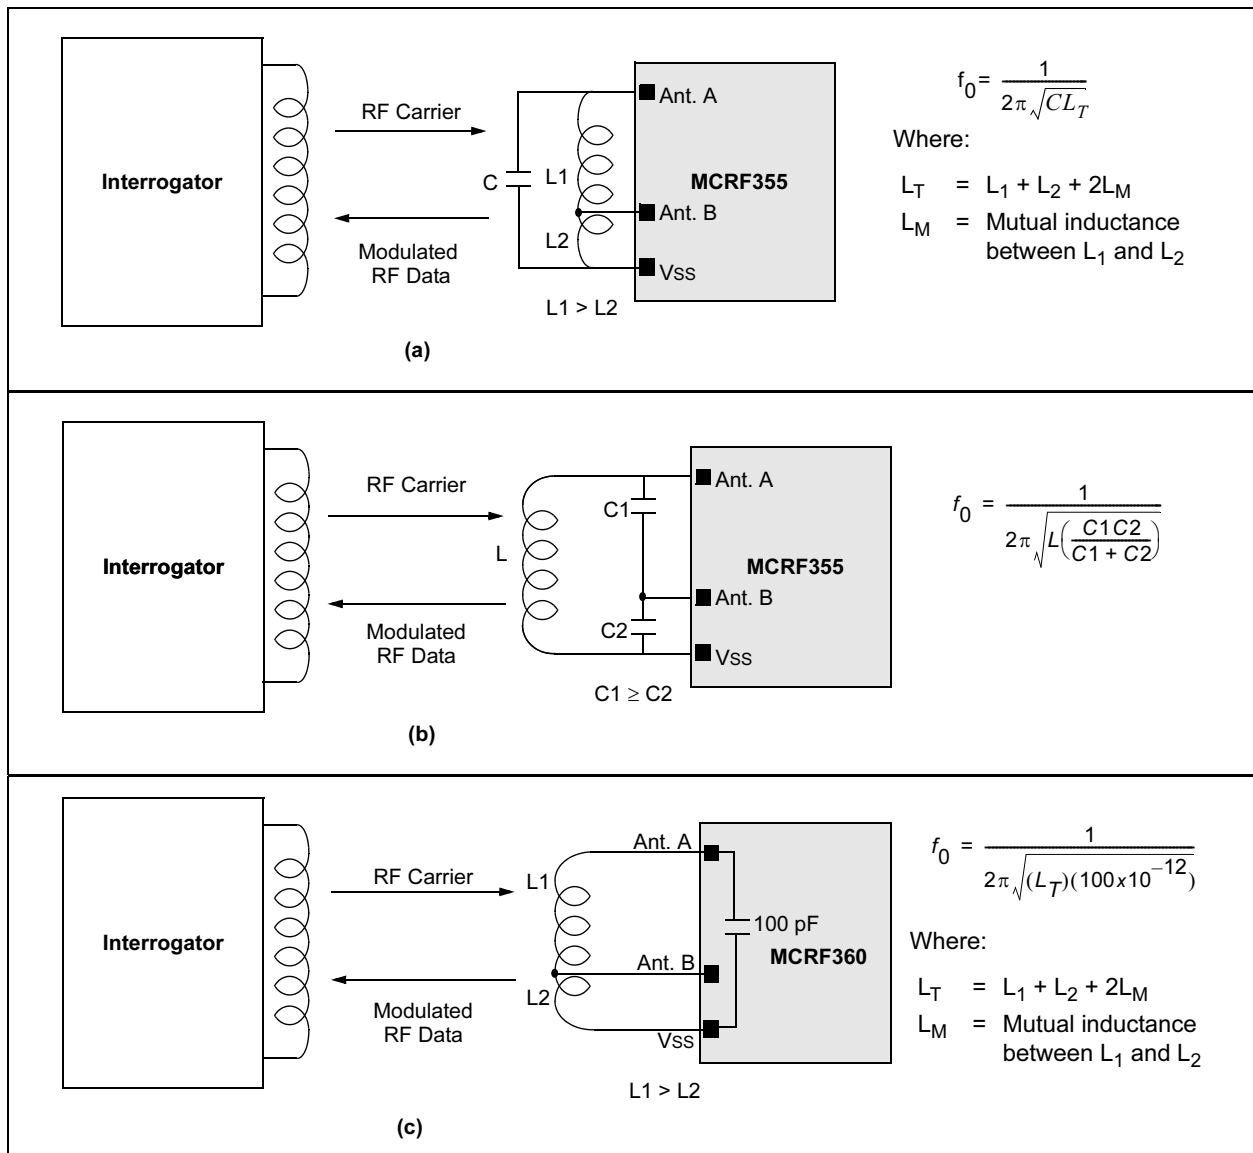 Interrogator
RF Carrier
Modulated
RF Data
C
L1
L2
L1 > L2
Ant. A
MCRF355
Ant. B
VSS
f0 = 1 / 2π√CLT
Where:
LT = L1 + L2 + 2LM
LM = Mutual inductance
between L1 and L2
(a)
Interrogator
RF Carrier
Modulated
RF Data
L
C1
C2
C1 ≥ C2
Ant. A
MCRF355
Ant. B
VSS
f0 = 1 / 2π√L(C1C2 / C1 + C2)
(b)
Interrogator
RF Carrier
Modulated
RF Data
L1
L2
Ant. A
Ant. B
VSS
100 pF
MCRF360
L1 > L2
f0 = 1 / 2π√(LT)(100x10−12)
Where:
LT = L1 + L2 + 2LM
LM = Mutual inductance
between L1 and L2
(c)